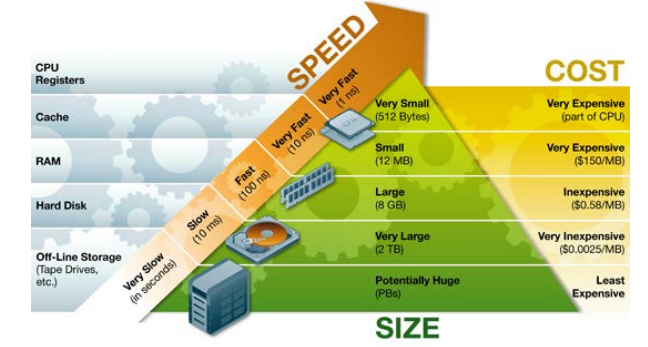 SPEED
COST
CPU
Registers
Very Fast
(1 ns)
Very Small
(512 Bytes)
Very Expensive
(part of CPU)
Cache
Very Fast
(10 ns)
Small
(12 MB)
Very Expensive
($150/MB)
RAM
Fast
(100 ns)
Large
(8 GB)
Inexpensive
($0.58/MB)
Hard Disk
Slow
(10 ms)
Very Large
(2 TB)
Very Inexpensive
($0.0025/MB)
Off-Line Storage
(Tape Drives,
etc.)
Very Slow
(in seconds)
Potentially Huge
(PBs)
Least
Expensive
SIZE